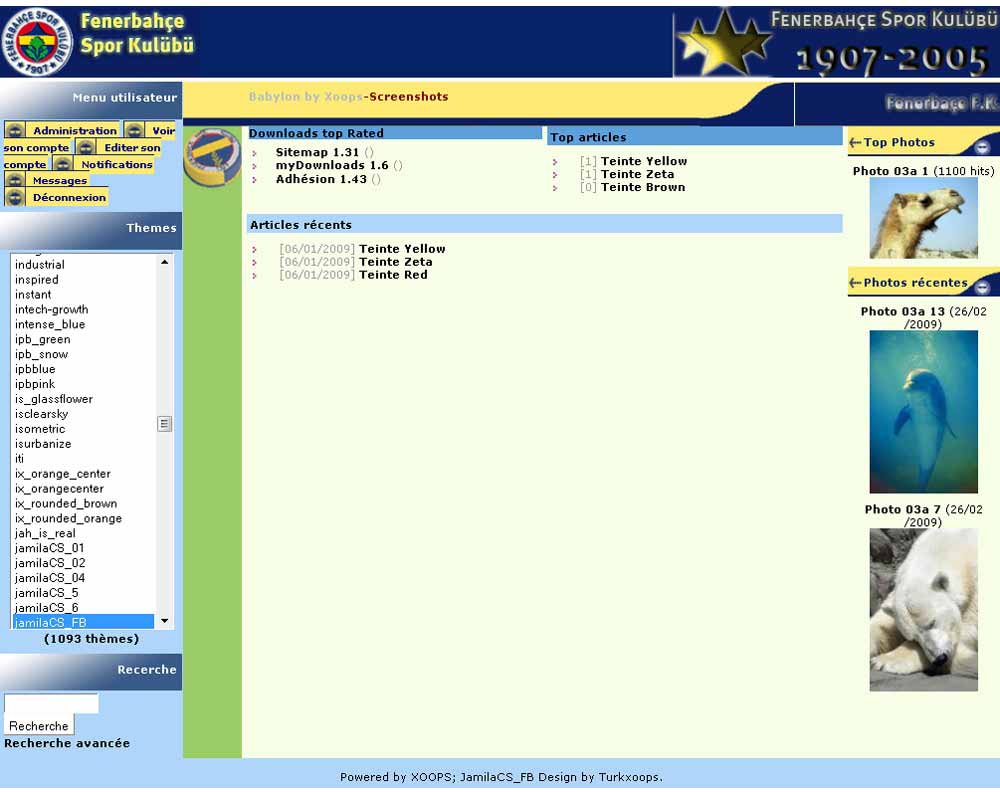 FENERBAHÇE SPOR KULÜBÜ
1907
Fenerbahçe
Spor Kulübü
FENERBAHÇE SPOR KULÜBÜ
1907-2005
Menu utilisateur
Administration
Voir
son compte
Editer son
compte
Notifications
Messages
Déconnexion
Themes
industrial
inspired
instant
intech-growth
intense_blue
ipb_green
ipb_snow
ipbblue
ipbpink
is_glassflower
isclearsky
isometric
isurbanize
iti
ix_orange_center
ix_orangecenter
ix_rounded_brown
ix_rounded_orange
jah_is_real
jamilaCS_01
jamilaCS_02
jamilaCS_04
jamilaCS_5
jamilaCS_6
jamilaCS_FB
(1093 thèmes)
Recerche
Recherche
Recherche avancée
Babylon by Xoops-Screenshots
Fenerbaçe F.K
Downloads top Rated
Sitemap 1.31 ()
myDownloads 1.6 ()
Adhésion 1.43 ()
Top articles
[1] Teinte Yellow
[1] Teinte Zeta
[0] Teinte Brown
Articles récents
[06/01/2009] Teinte Yellow
[06/01/2009] Teinte Zeta
[06/01/2009] Teinte Red
Top Photos
Photo 03a 1 (1100 hits)
Photos récentes
Photo 03a 13 (26/02
/2009)
Photo 03a 7 (26/02
/2009)
Powered by XOOPS; JamilaCS_FB Design by Turkxoops.